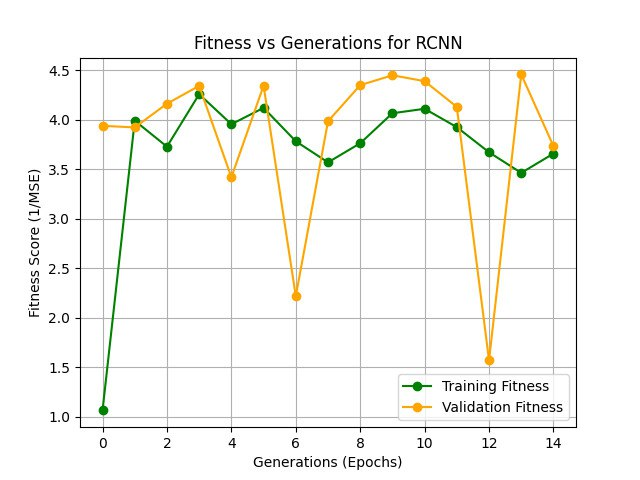 Fitness vs Generations for RCNN
Fitness Score (1/MSE)
4.5
4.0
3.5
3.0
2.5
2.0
1.5
1.0
Training Fitness
Validation Fitness
0 2 4 6 8 10 12 14
Generations (Epochs)